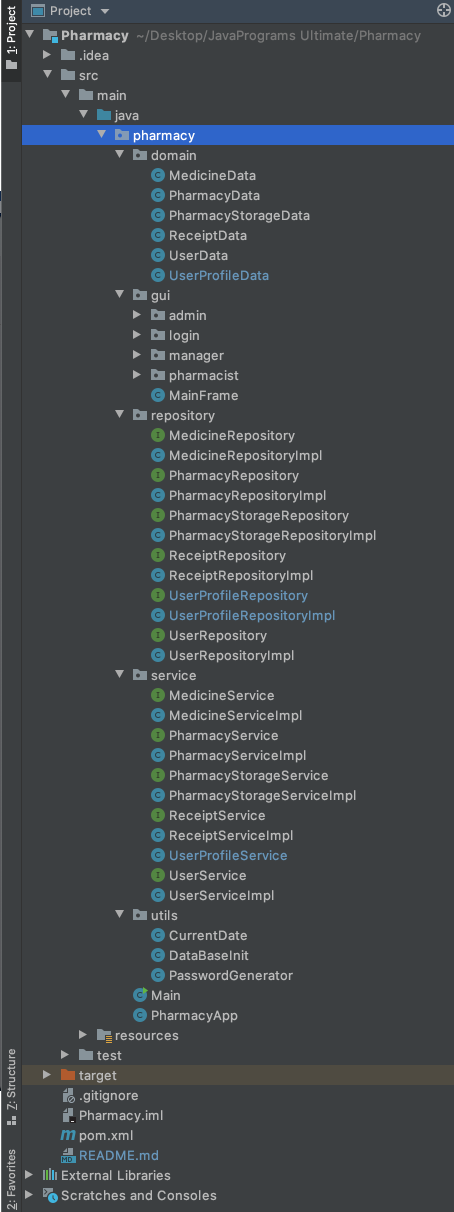 Project
1: Project
Pharmacy ~/Desktop/JavaPrograms Ultimate/Pharmacy
.idea
src
main
java
pharmacy
domain
MedicineData
PharmacyData
PharmacyStorageData
ReceiptData
UserData
UserProfileData
gui
admin
login
manager
pharmacist
MainFrame
repository
MedicineRepository
MedicineRepositoryImpl
PharmacyRepository
PharmacyRepositoryImpl
PharmacyStorageRepository
PharmacyStorageRepositoryImpl
ReceiptRepository
ReceiptRepositoryImpl
UserProfileRepository
UserProfileRepositoryImpl
UserRepository
UserRepositoryImpl
service
MedicineService
MedicineServiceImpl
PharmacyService
PharmacyServiceImpl
PharmacyStorageService
PharmacyStorageServiceImpl
ReceiptService
ReceiptServiceImpl
UserProfileService
UserService
UserServiceImpl
utils
CurrentDate
DataBaseInit
PasswordGenerator
Main
PharmacyApp
resources
test
target
.gitignore
Pharmacy.iml
pom.xml
README.md
External Libraries
Scratches and Consoles
Z: Structure
2: Favorites